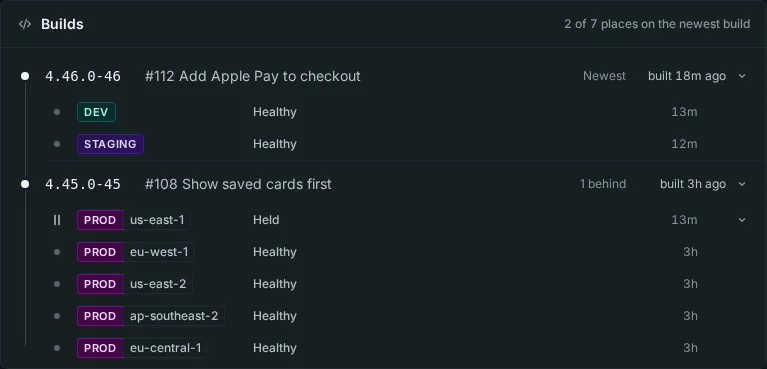 Builds 2 of 7 places on the newest build
4.46.0-46 #112 Add Apple Pay to checkout Newest built 18m ago
DEV Healthy 13m
STAGING Healthy 12m
4.45.0-45 #108 Show saved cards first 1 behind built 3h ago
PROD us-east-1 Held 13m
PROD eu-west-1 Healthy 3h
PROD us-east-2 Healthy 3h
PROD ap-southeast-2 Healthy 3h
PROD eu-central-1 Healthy 3h